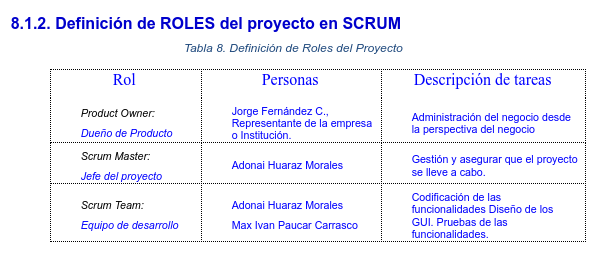 8.1.2. Definición de ROLES del proyecto en SCRUM
Tabla 8. Definición de Roles del Proyecto
Rol Personas Descripción de tareas
Product Owner:
Dueño de Producto
Jorge Fernández C.,
Representante de la empresa
o Institución.
Administración del negocio desde
la perspectiva del negocio
Scrum Master:
Jefe del proyecto
Adonai Huaraz Morales
Gestión y asegurar que el proyecto
se lleve a cabo.
Scrum Team:
Equipo de desarrollo
Adonai Huaraz Morales
Max Ivan Paucar Carrasco
Codificación de las
funcionalidades Diseño de los
GUI. Pruebas de las
funcionalidades.